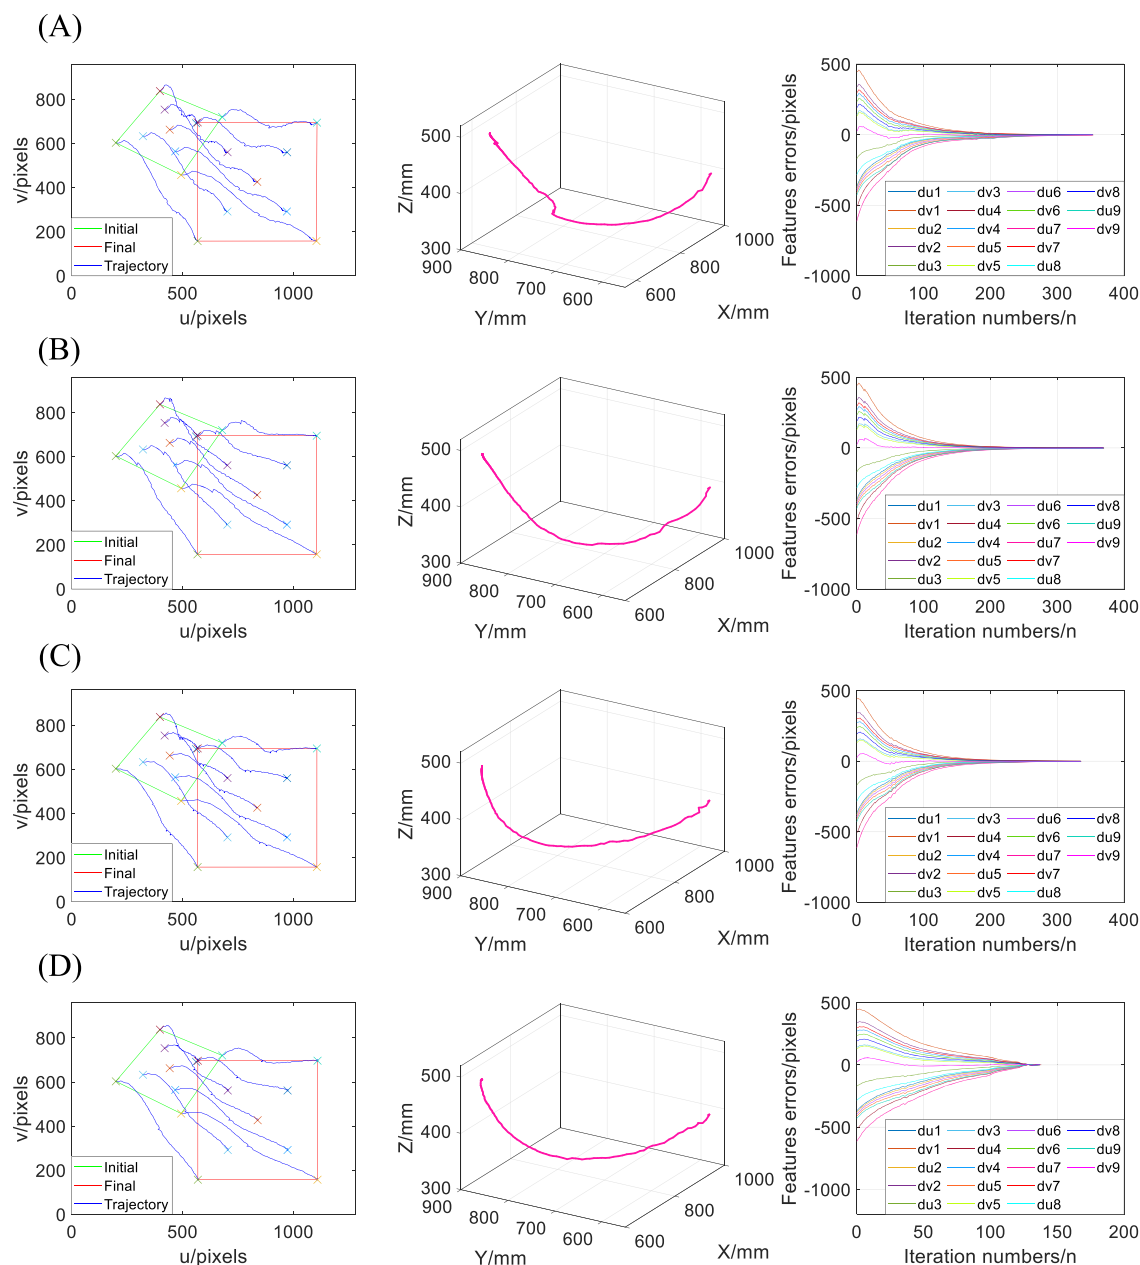 (A)
800
600
400
200
0
0 500 1000
v/pixels
u/pixels
Initial
Final
Trajectory
500
400
300
900
800
700
600
600
800
1000
Z/mm
Y/mm
X/mm
500
0
-500
-1000
0 100 200 300 400
Features errors/pixels
Iteration numbers/n
du1 dv3 du6 dv8
dv1 du4 dv6 du9
du2 dv4 du7 dv9
dv2 du5 dv7
du3 dv5 du8
(B)
800
600
400
200
0
0 500 1000
v/pixels
u/pixels
Initial
Final
Trajectory
500
400
300
900
800
700
600
600
800
1000
Z/mm
Y/mm
X/mm
500
0
-500
-1000
0 100 200 300 400
Features errors/pixels
Iteration numbers/n
du1 dv3 du6 dv8
dv1 du4 dv6 du9
du2 dv4 du7 dv9
dv2 du5 dv7
du3 dv5 du8
(C)
800
600
400
200
0
0 500 1000
v/pixels
u/pixels
Initial
Final
Trajectory
500
400
300
900
800
700
600
600
800
1000
Z/mm
Y/mm
X/mm
500
0
-500
-1000
0 100 200 300 400
Features errors/pixels
Iteration numbers/n
du1 dv3 du6 dv8
dv1 du4 dv6 du9
du2 dv4 du7 dv9
dv2 du5 dv7
du3 dv5 du8
(D)
800
600
400
200
0
0 500 1000
v/pixels
u/pixels
Initial
Final
Trajectory
500
400
300
900
800
700
600
600
800
1000
Z/mm
Y/mm
X/mm
500
0
-500
-1000
0 50 100 150 200
Features errors/pixels
Iteration numbers/n
du1 dv3 du6 dv8
dv1 du4 dv6 du9
du2 dv4 du7 dv9
dv2 du5 dv7
du3 dv5 du8